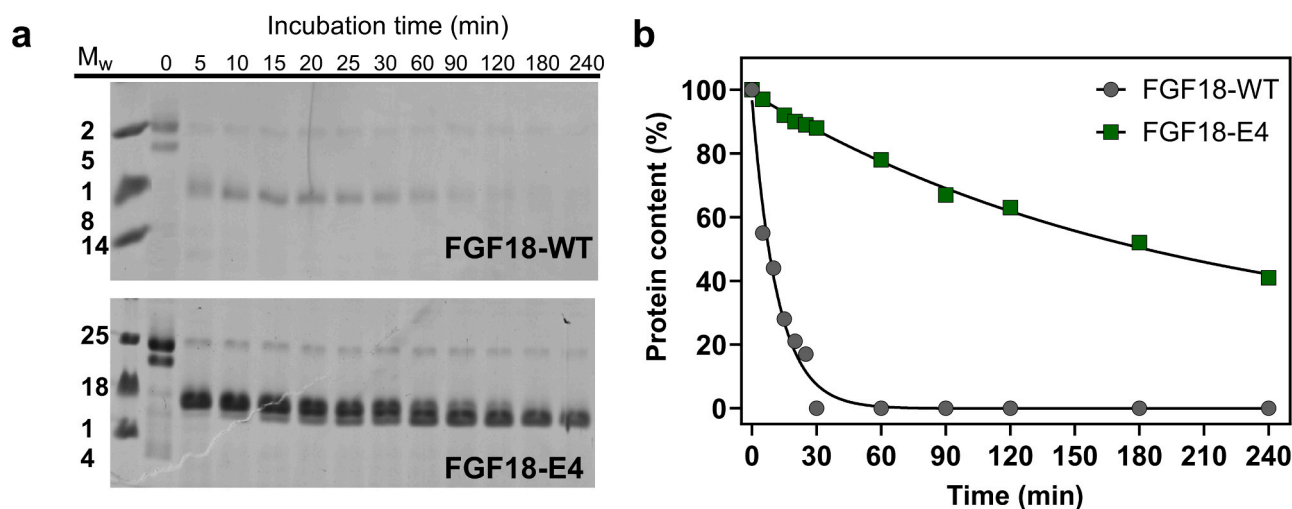 a
Incubation time (min)
Mw 0 5 10 15 20 25 30 60 90 120 180 240
2
5
1
8
14
FGF18-WT
25
18
1
4
FGF18-E4
b
FGF18-WT
FGF18-E4
Protein content (%)
100
80
60
40
20
0
0 30 60 90 120 150 180 210 240
Time (min)